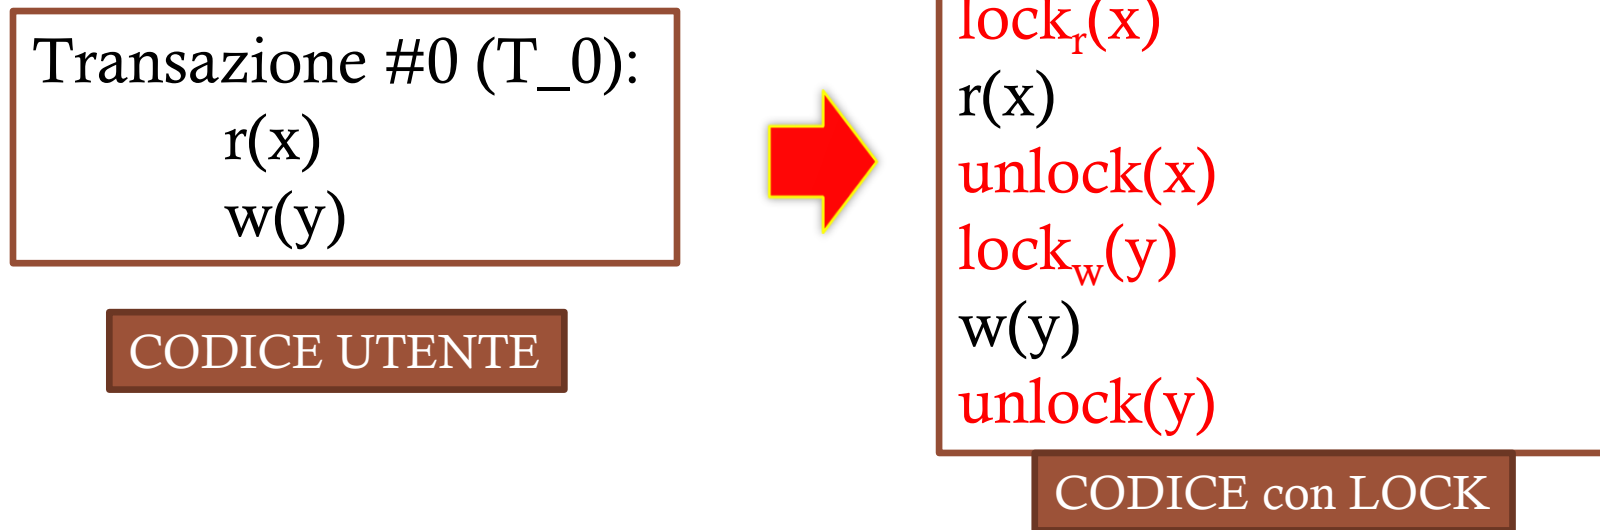 Transazione #0 (T_0):
r(x)
w(y)
CODICE UTENTE
lockr(x)
r(x)
unlock(x)
lockw(y)
w(y)
unlock(y)
CODICE con LOCK